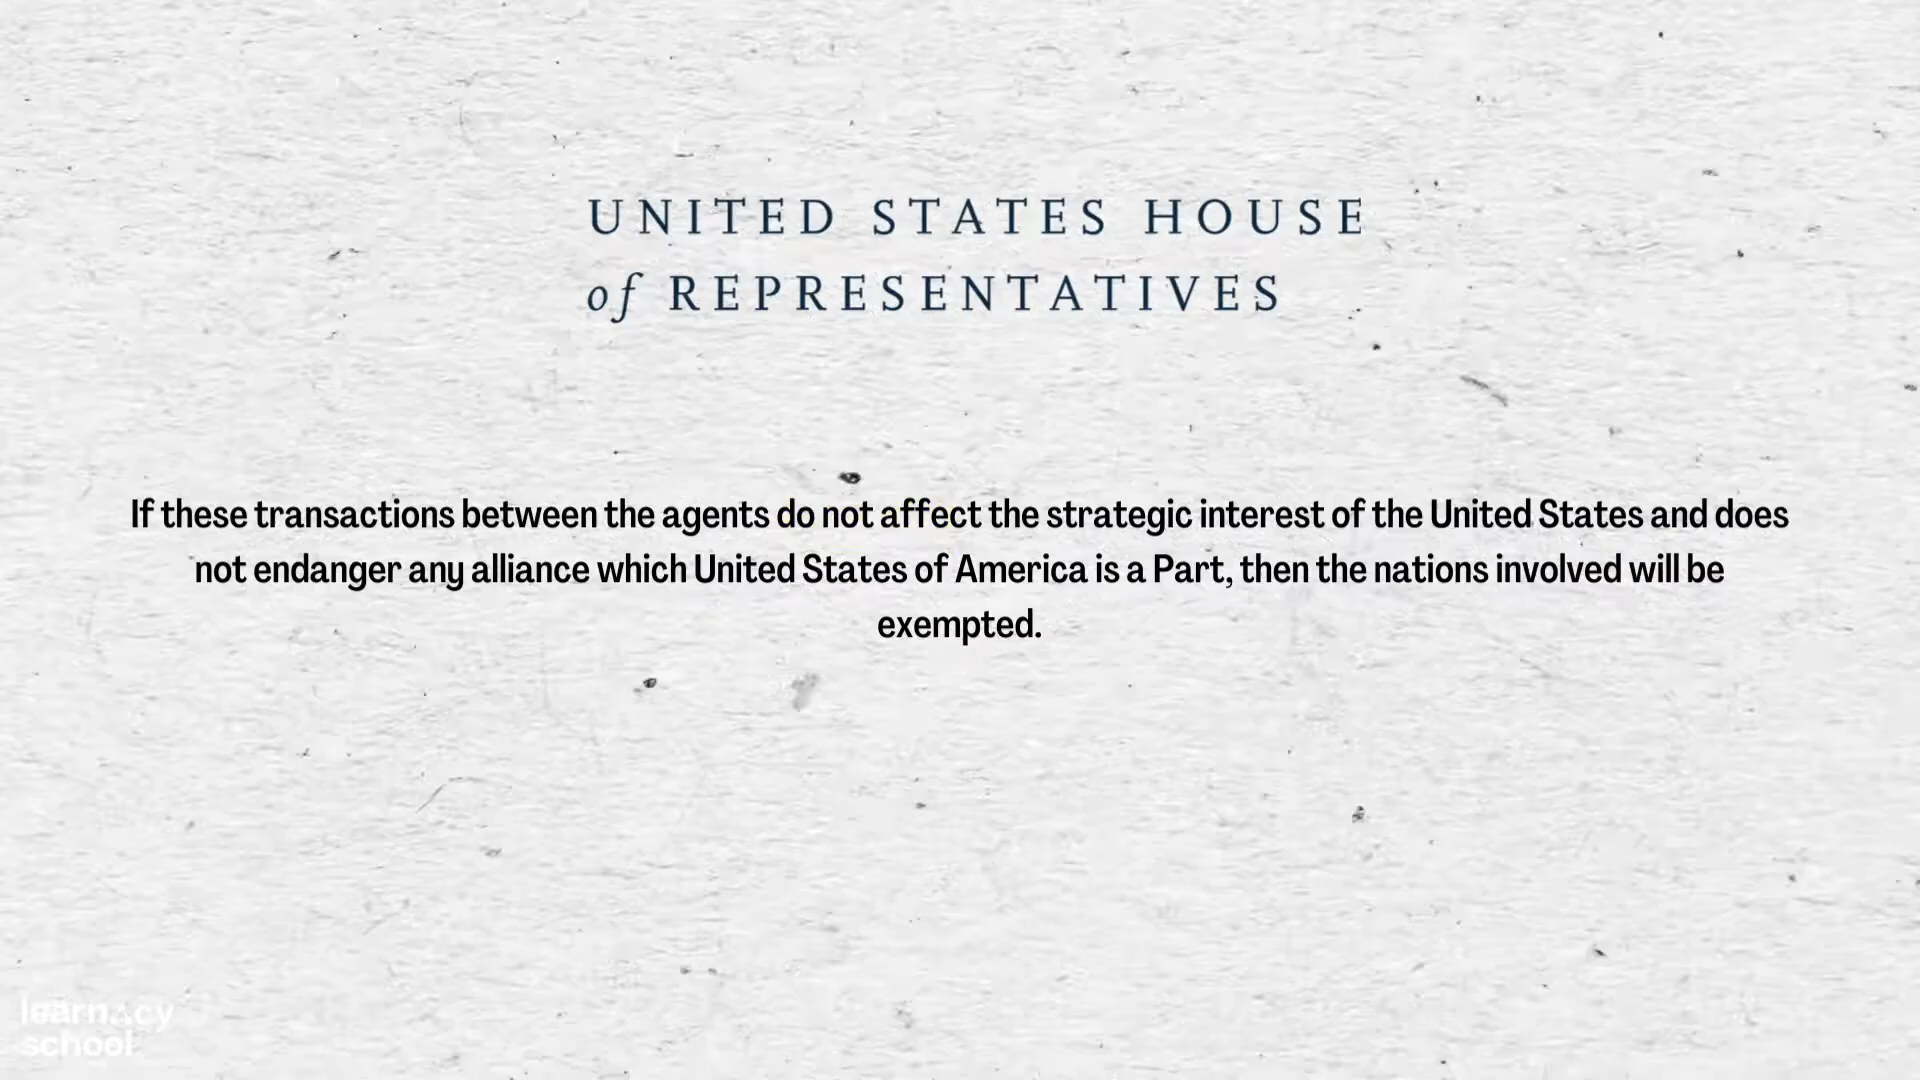 UNITED STATES HOUSE
of REPRESENTATIVES
If these transactions between the agents do not affect the strategic interest of the United States and does
not endanger any alliance which United States of America is a Part, then the nations involved will be
exempted.
learnacy
school